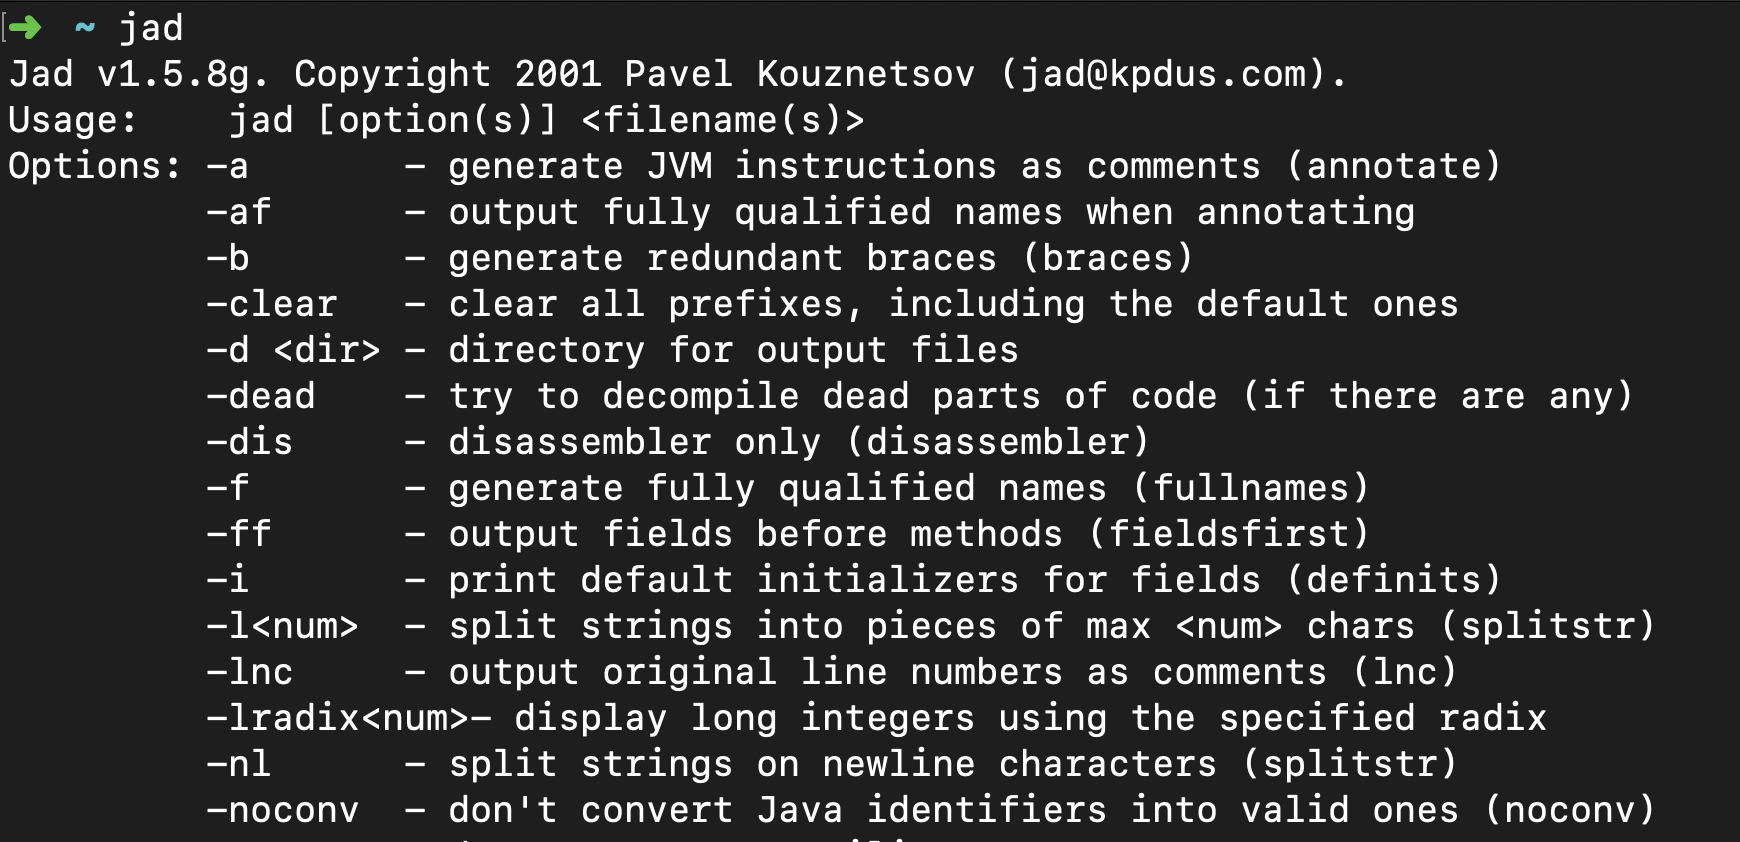 ➜ ~ jad
Jad v1.5.8g. Copyright 2001 Pavel Kouznetsov (jad@kpdus.com).
Usage:    jad [option(s)] <filename(s)>
Options: -a       - generate JVM instructions as comments (annotate)
         -af      - output fully qualified names when annotating
         -b       - generate redundant braces (braces)
         -clear   - clear all prefixes, including the default ones
         -d <dir> - directory for output files
         -dead    - try to decompile dead parts of code (if there are any)
         -dis     - disassembler only (disassembler)
         -f       - generate fully qualified names (fullnames)
         -ff      - output fields before methods (fieldsfirst)
         -i       - print default initializers for fields (definits)
         -l<num>  - split strings into pieces of max <num> chars (splitstr)
         -lnc     - output original line numbers as comments (lnc)
         -lradix<num>- display long integers using the specified radix
         -nl      - split strings on newline characters (splitstr)
         -noconv  - don't convert Java identifiers into valid ones (noconv)